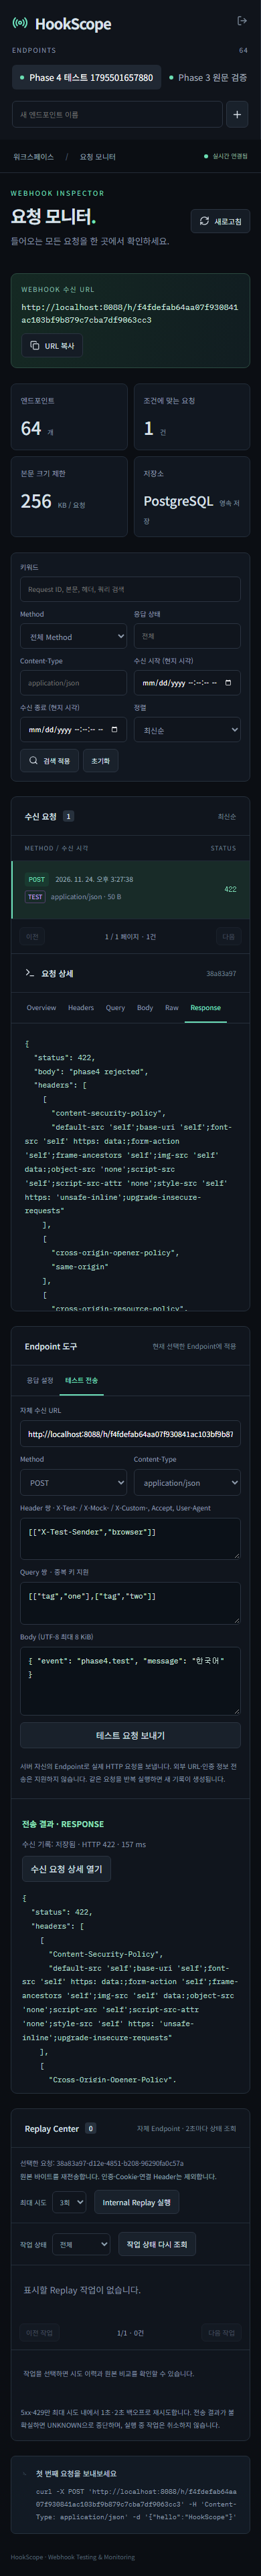 HookScope
ENDPOINTS 64
Phase 4 테스트 1795501657880 Phase 3 원문 검증
새 엔드포인트 이름 +
워크스페이스 / 요청 모니터 실시간 연결됨
WEBHOOK INSPECTOR
요청 모니터.
새로고침
들어오는 모든 요청을 한 곳에서 확인하세요.
WEBHOOK 수신 URL
http://localhost:8088/h/f4fdefab64aa07f930841
ac103bf9b879c7cba7df9063cc3
URL 복사
엔드포인트 조건에 맞는 요청
64 개 1 건
본문 크기 제한 저장소
256 KB / 요청 PostgreSQL 영속 저
장
키워드
Request ID, 본문, 헤더, 쿼리 검색
Method 응답 상태
전체 Method 전체
Content-Type 수신 시작 (현지 시각)
application/json mm/dd/yyyy --:-- --
수신 종료 (현지 시각) 정렬
mm/dd/yyyy --:-- -- 최신순
검색 적용 초기화
수신 요청 1 최신순
METHOD / 수신 시각 STATUS
POST 2026. 11. 24. 오후 3:27:38
422
TEST application/json · 50 B
이전 1 / 1 페이지 · 1건 다음
요청 상세 38a83a97
Overview Headers Query Body Raw Response
{
"status": 422,
"body": "phase4 rejected",
"headers": [
[
"content-security-policy",
"default-src 'self';base-uri 'self';font-
src 'self' https: data:;form-action
'self';frame-ancestors 'self';img-src 'self'
data:;object-src 'none';script-src
'self';script-src-attr 'none';style-src 'self'
https: 'unsafe-inline';upgrade-insecure-
requests"
],
[
"cross-origin-opener-policy",
"same-origin"
],
[
"cross-origin-resource-policy",
Endpoint 도구 현재 선택한 Endpoint에 적용
응답 설정 테스트 전송
자체 수신 URL
http://localhost:8088/h/f4fdefab64aa07f930841ac103bf9b87
Method Content-Type
POST application/json
Header 쌍 · X-Test- / X-Mock- / X-Custom-, Accept, User-Agent
[["X-Test-Sender","browser"]]
Query 쌍 · 중복 키 지원
[["tag","one"],["tag","two"]]
Body (UTF-8 최대 8 KiB)
{ "event": "phase4.test", "message": "한국어"
}
테스트 요청 보내기
서버 자신의 Endpoint로 실제 HTTP 요청을 보냅니다. 외부 URL·인증 정보 전
송은 지원하지 않습니다. 같은 요청을 반복 실행하면 새 기록이 생성됩니다.
전송 결과 · RESPONSE
수신 기록: 저장됨 · HTTP 422 · 157 ms
수신 요청 상세 열기
{
"status": 422,
"headers": [
[
"Content-Security-Policy",
"default-src 'self';base-uri 'self';font-
src 'self' https: data:;form-action 'self';frame-
ancestors 'self';img-src 'self' data:;object-src
'none';script-src 'self';script-src-attr
'none';style-src 'self' https: 'unsafe-
inline';upgrade-insecure-requests"
],
[
"Cross-Origin-Opener-Policy",
Replay Center 0 자체 Endpoint · 2초마다 상태 조회
선택한 요청: 38a83a97-d12e-4851-b208-96290fa0c57a
원본 바이트를 재전송합니다. 인증·Cookie·연결 Header는 제외합니다.
최대 시도 3회 Internal Replay 실행
작업 상태 전체 작업 상태 다시 조회
표시할 Replay 작업이 없습니다.
이전 작업 1/1 · 0건 다음 작업
작업을 선택하면 시도 이력과 원본 비교를 확인할 수 있습니다.
5xx·429만 최대 시도 내에서 1초·2초 백오프로 재시도합니다. 전송 결과가 불
확실하면 UNKNOWN으로 중단하며, 실행 중 작업은 취소하지 않습니다.
첫 번째 요청을 보내보세요
curl -X POST 'http://localhost:8088/h/f4fdefab64aa
07f930841ac103bf9b879c7cba7df9063cc3' -H 'Content-
Type: application/json' -d '{"hello":"HookScope"}'
HookScope · Webhook Testing & Monitoring